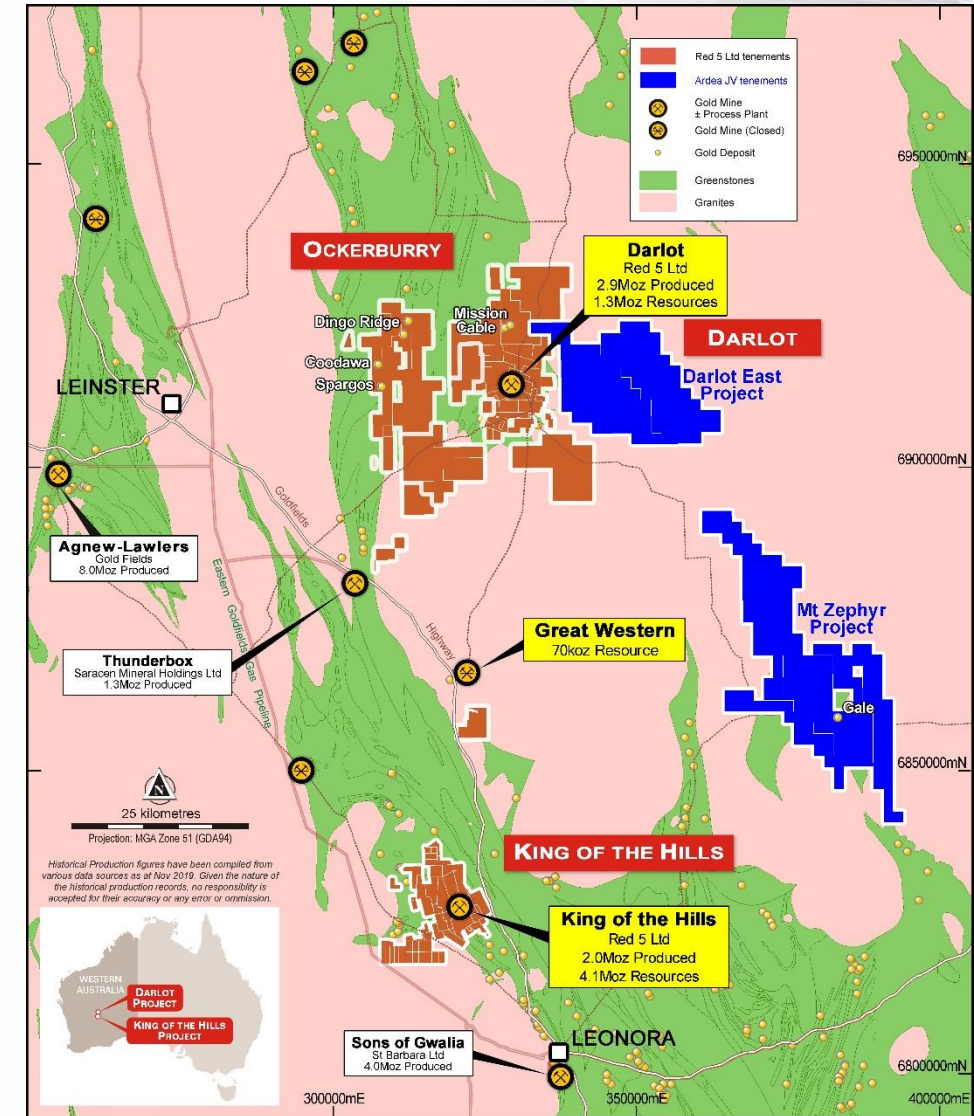 Red 5 Ltd tenements
Ardea JV tenements
Gold Mine
± Process Plant
Gold Mine (Closed)
Gold Deposit
Greenstones
Granites
6950000mN
OCKERBURRY
Darlot
Red 5 Ltd
2.9Moz Produced
1.3Moz Resources
Dingo Ridge
Mission
Cable
DARLOT
Coodawa
Spargos
Darlot East
Project
LEINSTER
6900000mN
Goldfields
Highway
Agnew-Lawlers
Gold Fields
8.0Moz Produced
Eastern Goldfields Gas Pipeline
Mt Zephyr
Project
Great Western
70koz Resource
Thunderbox
Saracen Mineral Holdings Ltd
1.3Moz Produced
Gale
6850000mN
N
25 kilometres
Projection: MGA Zone 51 (GDA94)
KING OF THE HILLS
Historical Production figures have been compiled from
various data sources as at Nov 2019. Given the nature of
the historical production records, no responsiblity is
accepted for their accuracy or any error or ommission.
King of the Hills
Red 5 Ltd
2.0Moz Produced
4.1Moz Resources
WESTERN
AUSTRALIA
DARLOT
PROJECT
KING OF THE HILLS
PROJECT
Sons of Gwalia
St Barbara Ltd
4.0Moz Produced
LEONORA
6800000mN
300000mE
350000mE
400000mE